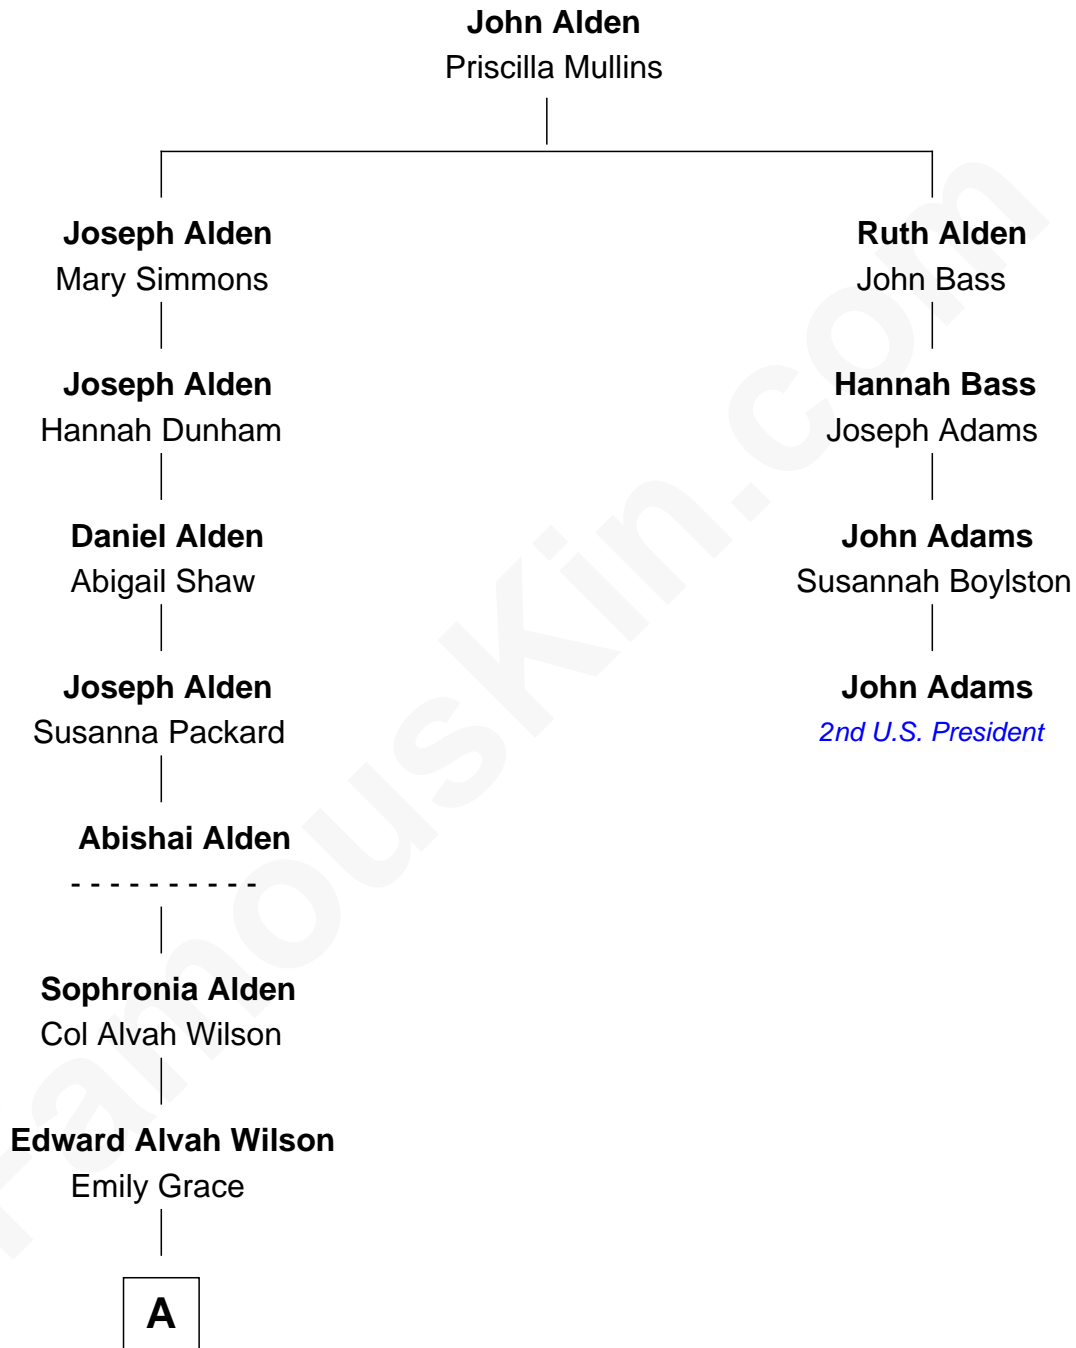 John Alden
Priscilla Mullins
Joseph Alden
Mary Simmons
Ruth Alden
John Bass
Joseph Alden
Hannah Dunham
Hannah Bass
Joseph Adams
Daniel Alden
Abigail Shaw
John Adams
Susannah Boylston
Joseph Alden
Susanna Packard
John Adams
2nd U.S. President
Abishai Alden
- - - - - - - - - -
Sophronia Alden
Col Alvah Wilson
Edward Alvah Wilson
Emily Grace
A
FamousKin.com